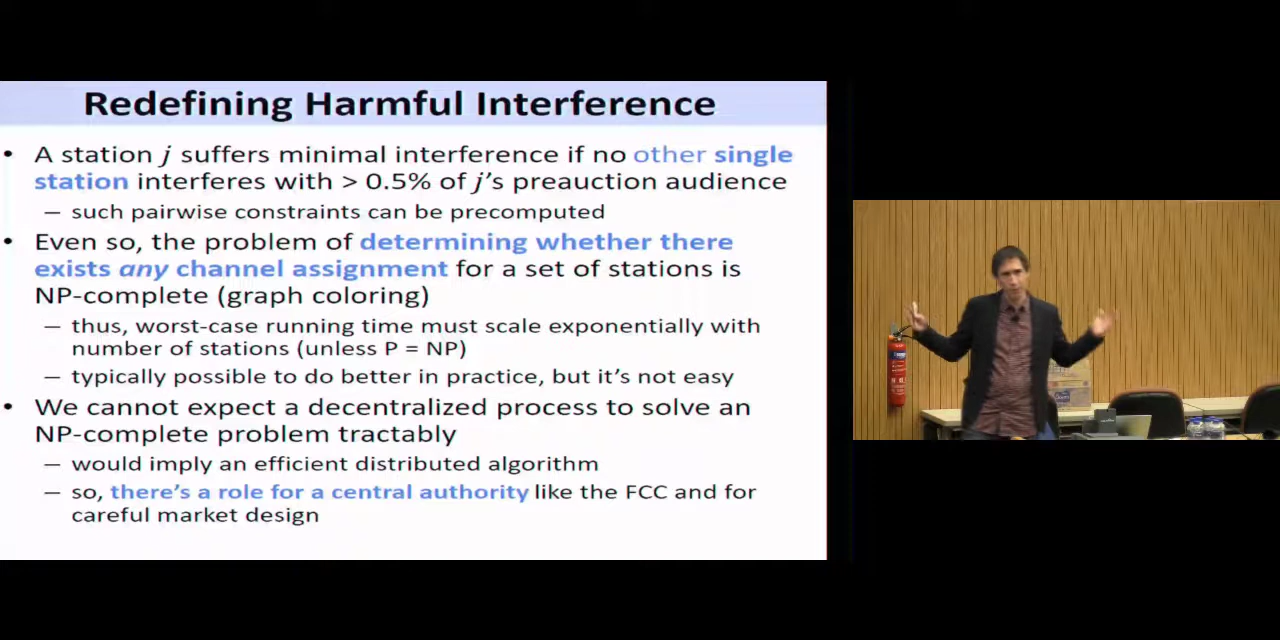 Redefining Harmful Interference
• A station j suffers minimal interference if no other single
station interferes with > 0.5% of j's preauction audience
– such pairwise constraints can be precomputed
• Even so, the problem of determining whether there
exists any channel assignment for a set of stations is
NP-complete (graph coloring)
– thus, worst-case running time must scale exponentially with
number of stations (unless P = NP)
– typically possible to do better in practice, but it's not easy
• We cannot expect a decentralized process to solve an
NP-complete problem tractably
– would imply an efficient distributed algorithm
– so, there's a role for a central authority like the FCC and for
careful market design